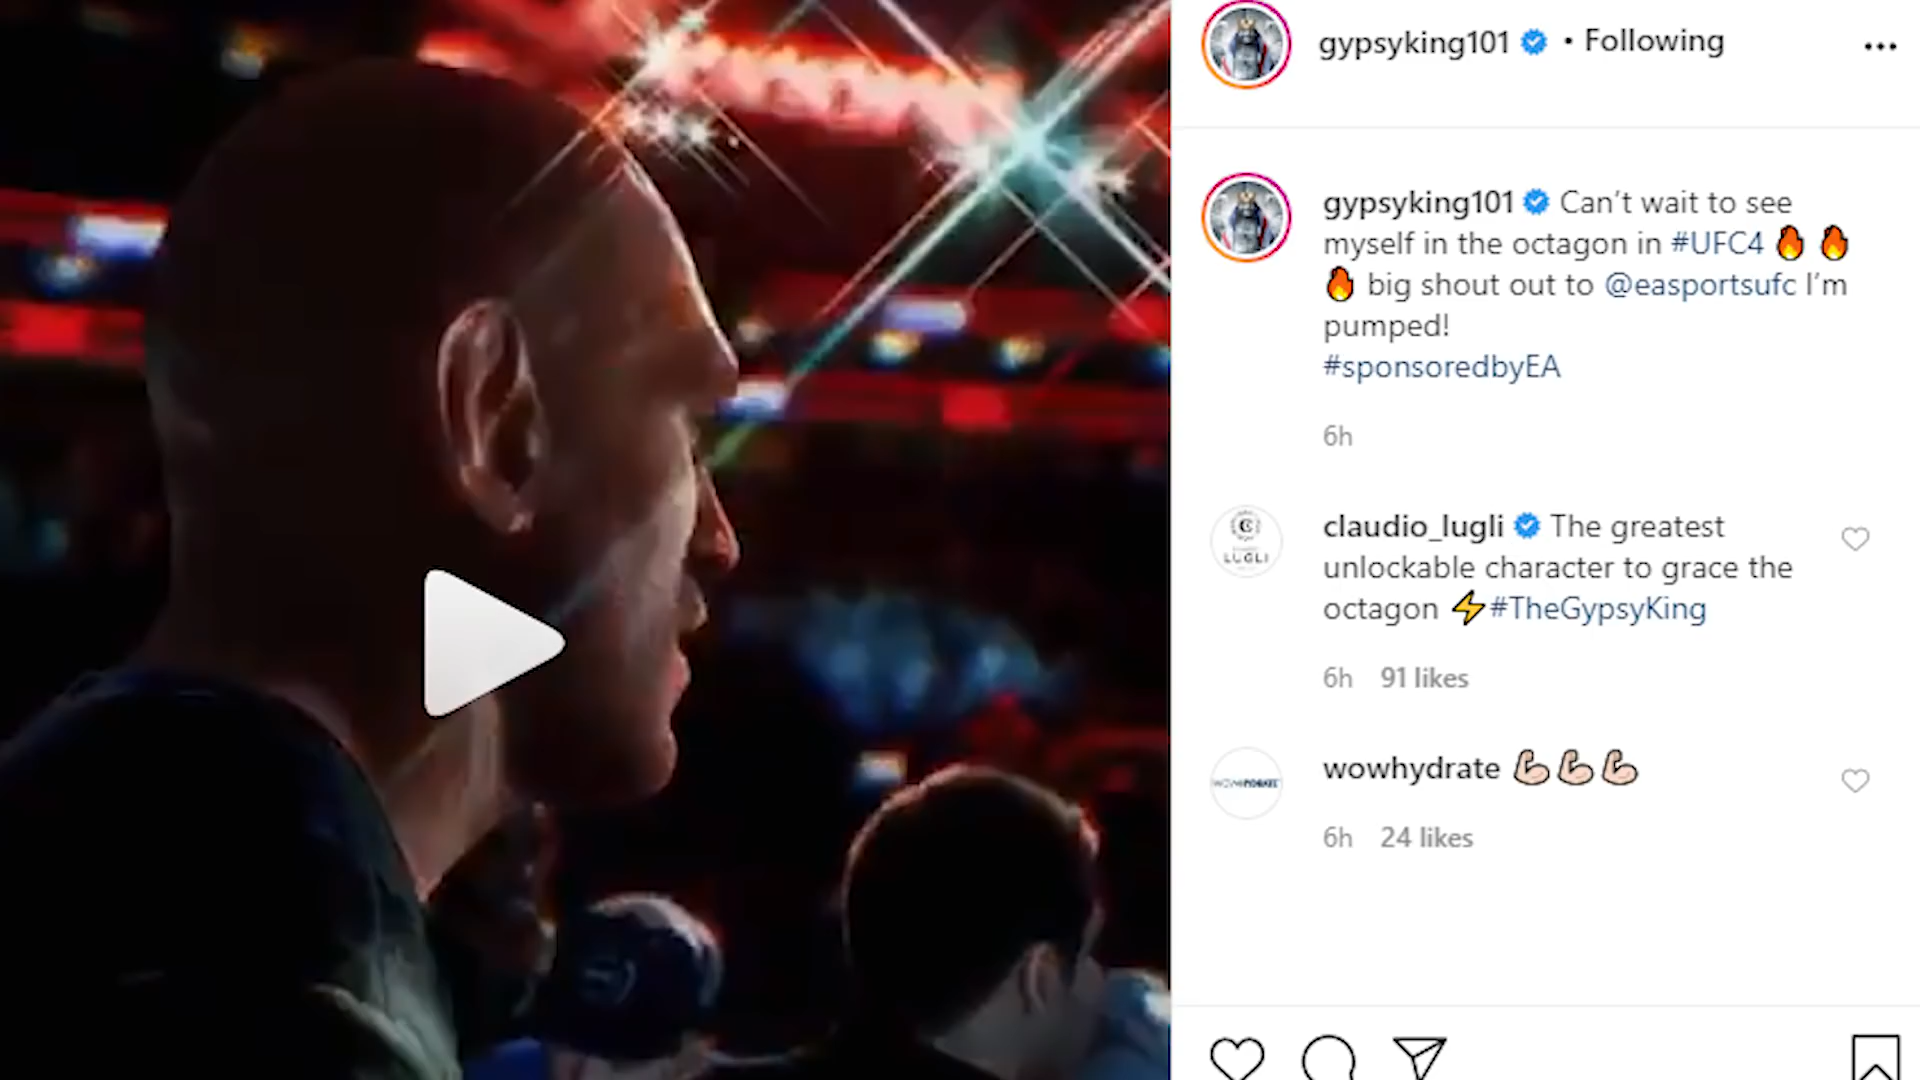 gypsyking101 • Following
gypsyking101 Can't wait to see
myself in the octagon in #UFC4 🔥 🔥
🔥 big shout out to @easportsufc I'm
pumped!
#sponsoredbyEA
6h
claudio_lugli The greatest
unlockable character to grace the
octagon ⚡#TheGypsyKing
6h 91 likes
LUGLI
wowhydrate 💪🏻💪🏻💪🏻
6h 24 likes